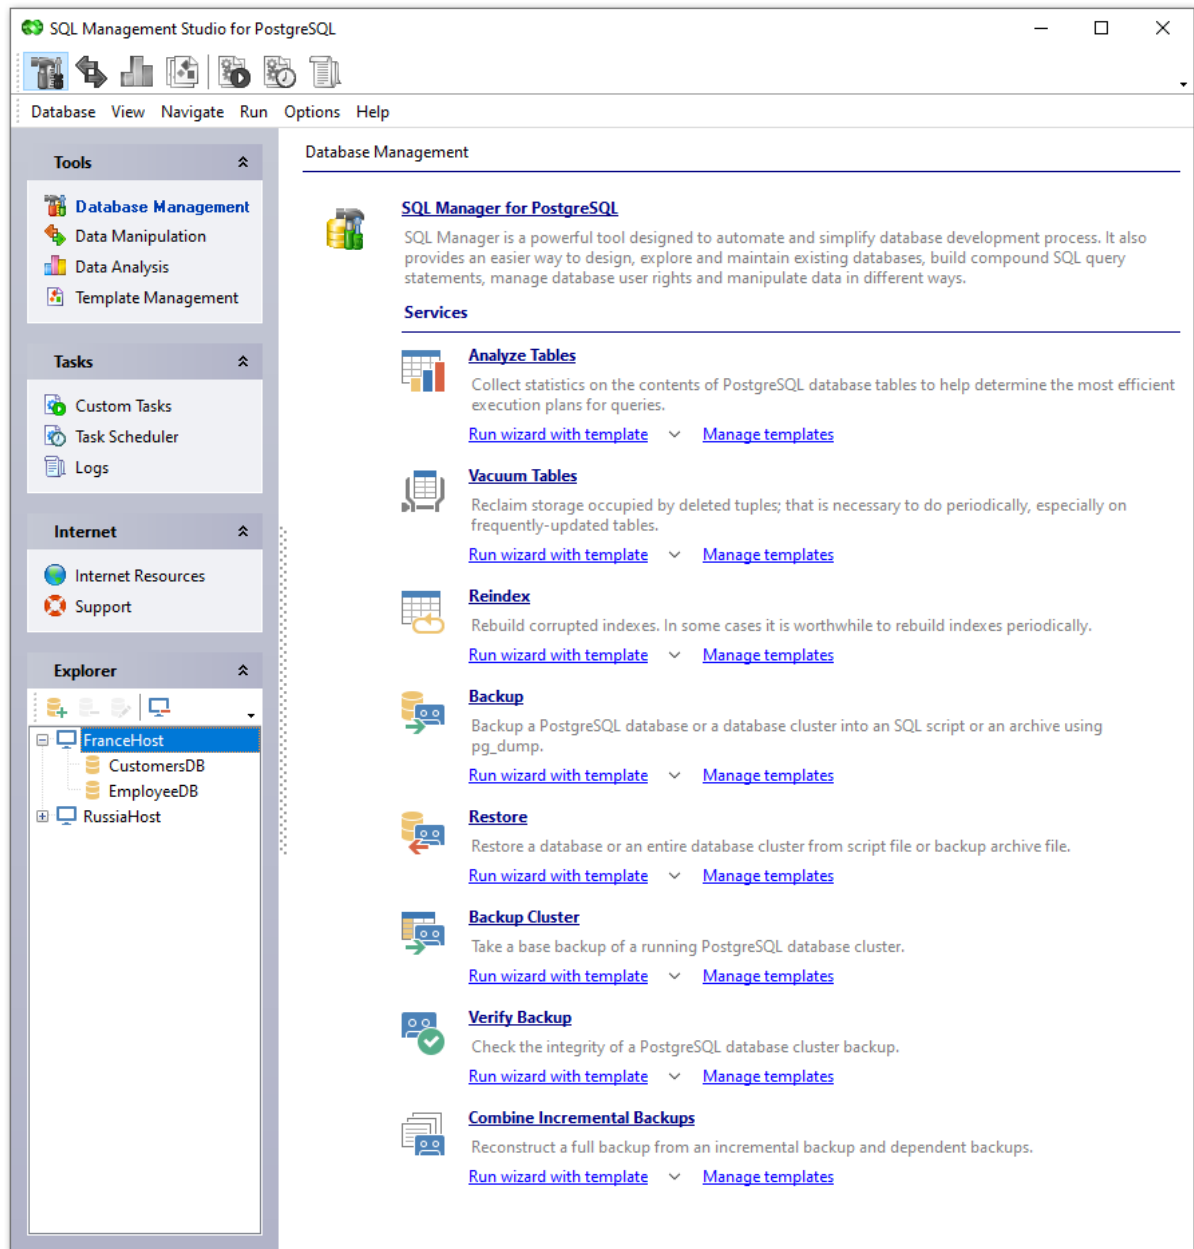 SQL Management Studio for PostgreSQL
Database View Navigate Run Options Help
Tools
Database Management
Data Manipulation
Data Analysis
Template Management
Tasks
Custom Tasks
Task Scheduler
Logs
Internet
Internet Resources
Support
Explorer
FranceHost
CustomersDB
EmployeeDB
RussiaHost
Database Management
SQL Manager for PostgreSQL
SQL Manager is a powerful tool designed to automate and simplify database development process. It also
provides an easier way to design, explore and maintain existing databases, build compound SQL query
statements, manage database user rights and manipulate data in different ways.
Services
Analyze Tables
Collect statistics on the contents of PostgreSQL database tables to help determine the most efficient
execution plans for queries.
Run wizard with template Manage templates
Vacuum Tables
Reclaim storage occupied by deleted tuples; that is necessary to do periodically, especially on
frequently-updated tables.
Run wizard with template Manage templates
Reindex
Rebuild corrupted indexes. In some cases it is worthwhile to rebuild indexes periodically.
Run wizard with template Manage templates
Backup
Backup a PostgreSQL database or a database cluster into an SQL script or an archive using
pg_dump.
Run wizard with template Manage templates
Restore
Restore a database or an entire database cluster from script file or backup archive file.
Run wizard with template Manage templates
Backup Cluster
Take a base backup of a running PostgreSQL database cluster.
Run wizard with template Manage templates
Verify Backup
Check the integrity of a PostgreSQL database cluster backup.
Run wizard with template Manage templates
Combine Incremental Backups
Reconstruct a full backup from an incremental backup and dependent backups.
Run wizard with template Manage templates